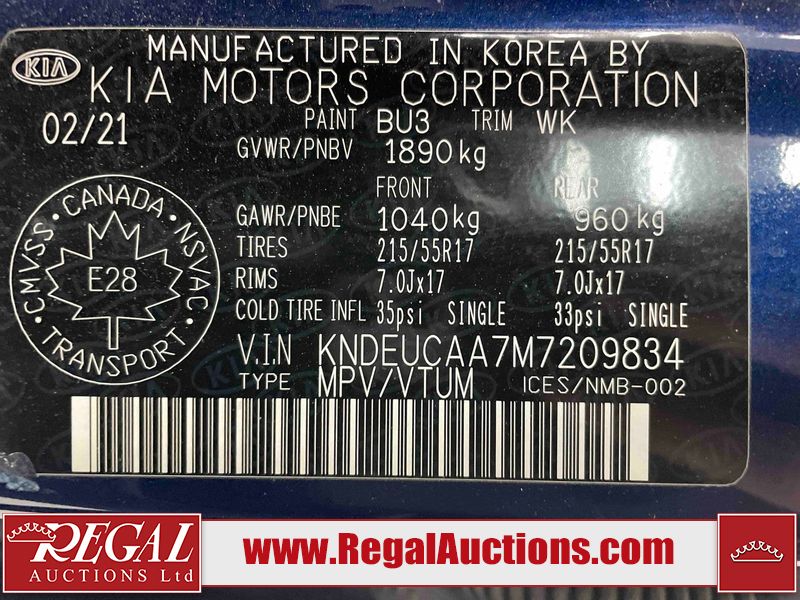 KIA
MANUFACTURED IN KOREA BY
KIA MOTORS CORPORATION
02/21
PAINT BU3 TRIM WK
GVWR/PNBV 1890kg
FRONT REAR
GAWR/PNBE 1040kg 960kg
TIRES 215/55R17 215/55R17
RIMS 7.0Jx17 7.0Jx17
COLD TIRE INFL 35psi SINGLE 33psi SINGLE
CMVSS · CANADA · NSVAC · TRANSPORT ·
E28
V.I.N KNDEUCAA7M7209834
TYPE MPV/VTUM ICES/NMB-002
REGAL
AUCTIONS Ltd
www.RegalAuctions.com